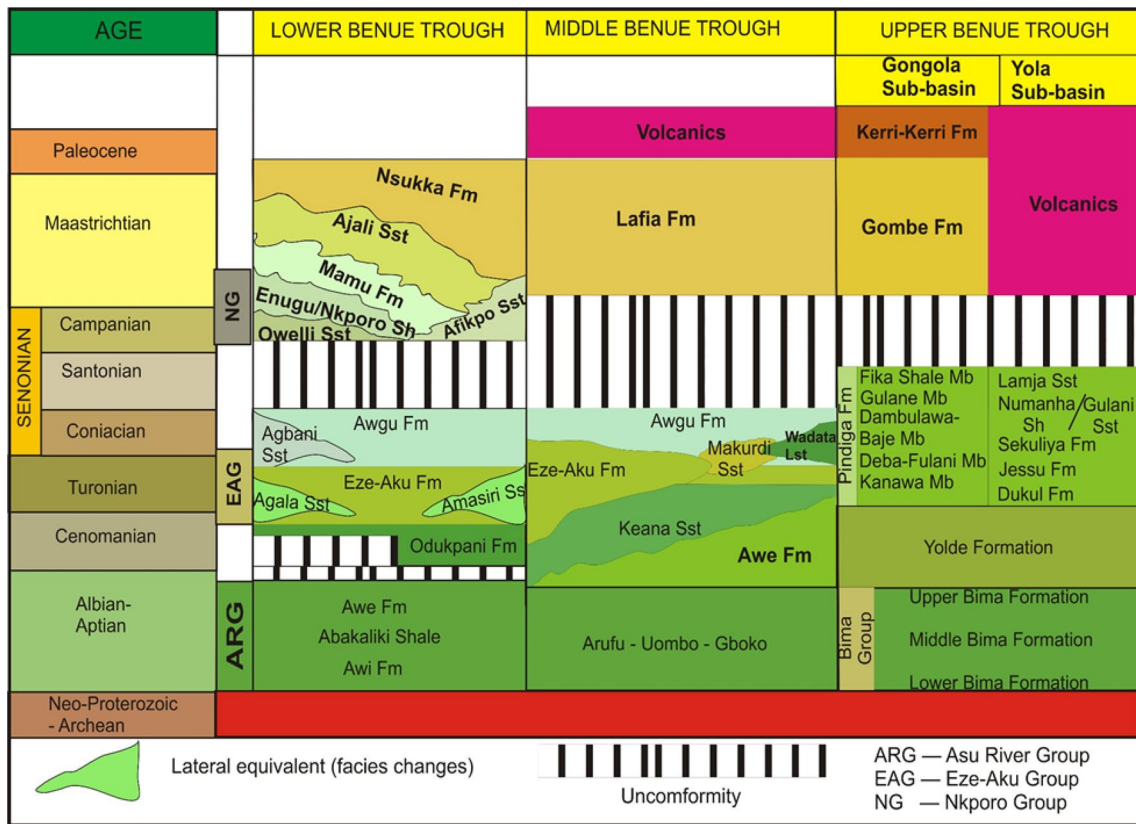 AGE
LOWER BENUE TROUGH
MIDDLE BENUE TROUGH
UPPER BENUE TROUGH
Gongola
Sub-basin
Yola
Sub-basin
Paleocene
Volcanics
Kerri-Kerri Fm
Maastrichtian
Nsukka Fm
Ajali Sst
Mamu Fm
Enugu/Nkporo Sh
Afikpo Sst
Owelli Sst
Lafia Fm
Gombe Fm
Volcanics
NG
SENONIAN
Campanian
Santonian
Coniacian
Turonian
Cenomanian
EAG
Awgu Fm
Agbani
Sst
Eze-Aku Fm
Agala Sst
Amasiri Ss
Odukpani Fm
Awgu Fm
Makurdi
Sst
Wadata
Lst
Eze-Aku Fm
Keana Sst
Awe Fm
Pindiga Fm
Fika Shale Mb
Gulane Mb
Dambulawa-
Baje Mb
Deba-Fulani Mb
Kanawa Mb
Lamja Sst
Numanha
Sh
/ Gulani
Sst
Sekuliya Fm
Jessu Fm
Dukul Fm
Yolde Formation
Albian-
Aptian
ARG
Awe Fm
Abakaliki Shale
Awi Fm
Arufu - Uombo - Gboko
Bima
Group
Upper Bima Formation
Middle Bima Formation
Lower Bima Formation
Neo-Proterozoic
- Archean
Lateral equivalent (facies changes)
Uncomformity
ARG — Asu River Group
EAG — Eze-Aku Group
NG — Nkporo Group